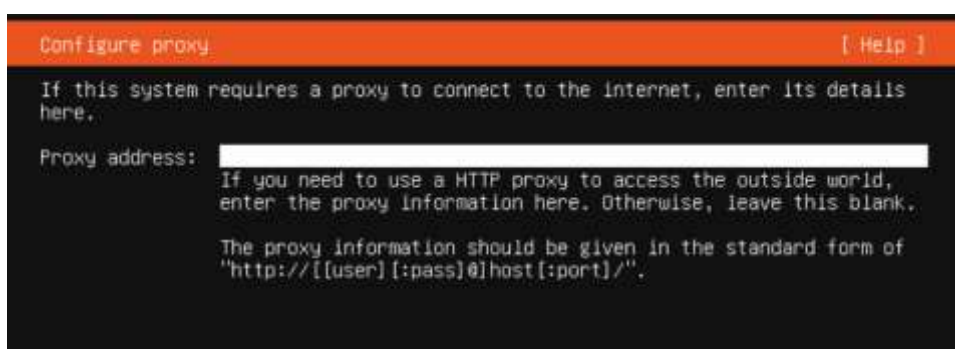 Configure proxy [ Help ]
If this system requires a proxy to connect to the internet, enter its details
here.
Proxy address:
If you need to use a HTTP proxy to access the outside world,
enter the proxy information here. Otherwise, leave this blank.
The proxy information should be given in the standard form of
"http://[[user][:pass]@]host[:port]/".